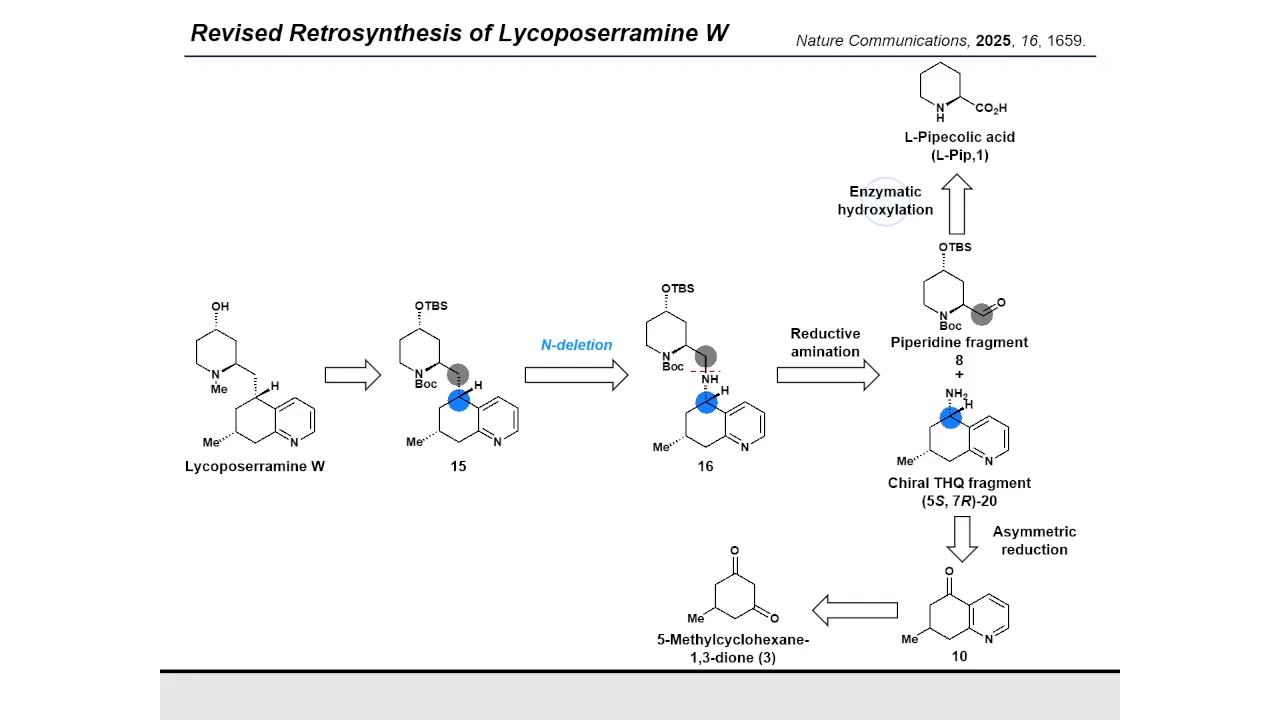 Revised Retrosynthesis of Lycoposerramine W
Nature Communications, 2025, 16, 1659.
N
H
CO2H
L-Pipecolic acid
(L-Pip,1)
Enzymatic
hydroxylation
OTBS
N
Boc
O
Piperidine fragment
8
+
NH2
H
Me
N
Chiral THQ fragment
(5S, 7R)-20
OH
N
Me
H
Me
N
Lycoposerramine W
OTBS
N
Boc
H
Me
N
15
N-deletion
OTBS
N
Boc
NH
H
Me
N
16
Reductive
amination
Asymmetric
reduction
O
Me
N
10
O
Me
O
5-Methylcyclohexane-
1,3-dione (3)